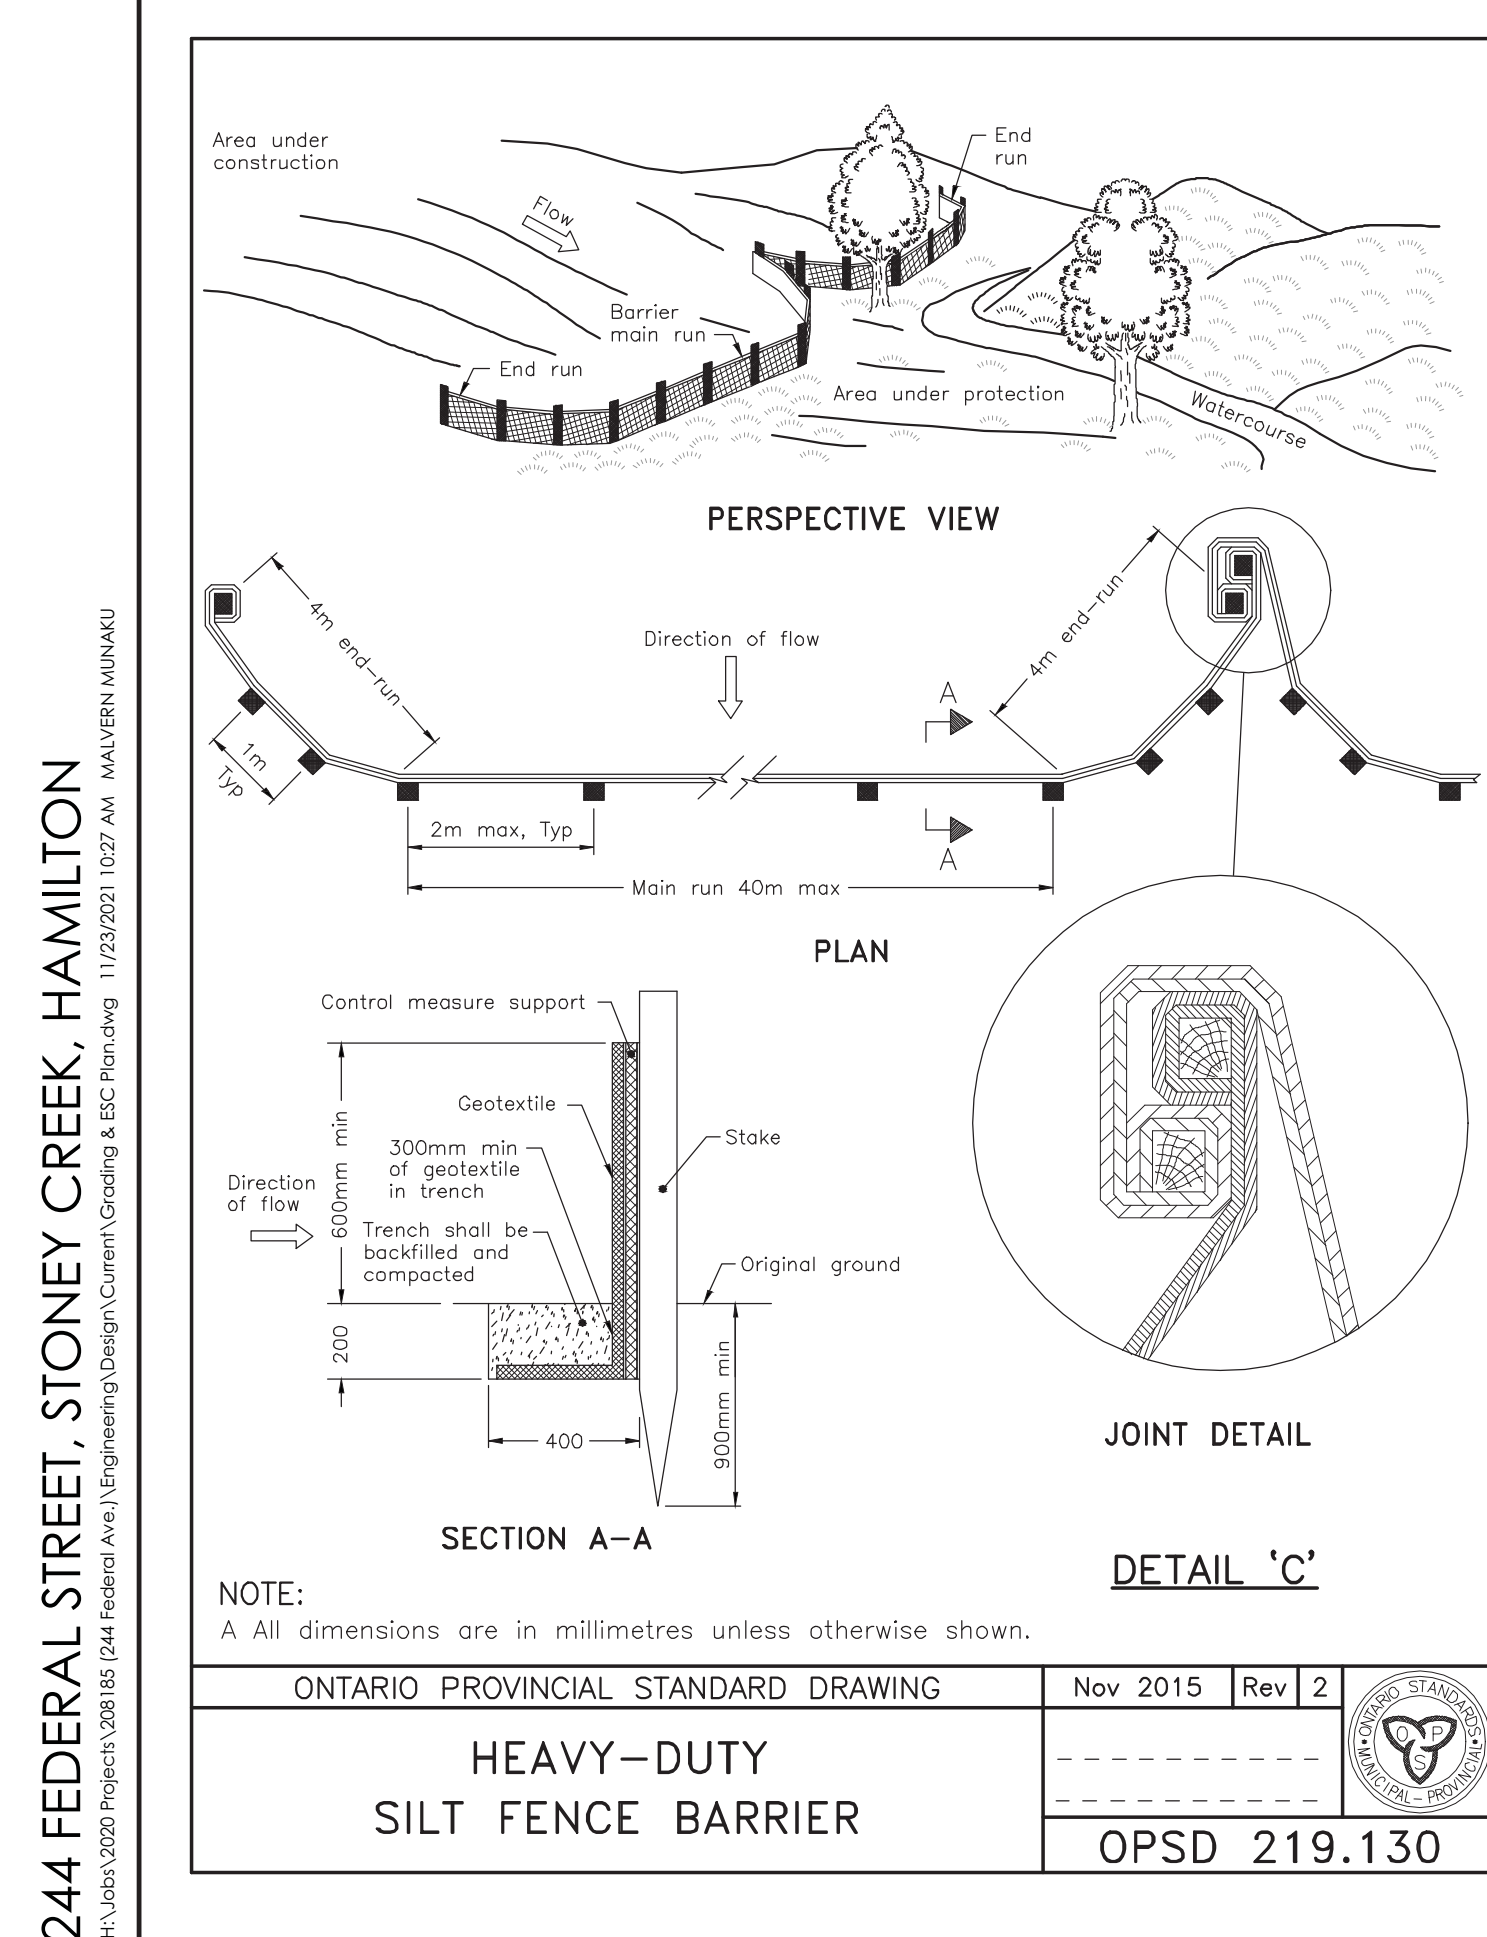 244 FEDERAL STREET, STONEY CREEK, HAMILTON
H:\Jobs\2020 Projects\208185 (244 Federal Ave.)\Engineering\Design\Current\Grading & ESC Plan.dwg 11/23/2021 10:27 AM MALVERN MUNAKU
Area under
construction
Flow
End
run
Barrier
main run
End run
Area under protection
Watercourse
PERSPECTIVE VIEW
4m end-run
Direction of flow
4m end-run
A
1m
Typ
2m max, Typ
A
Main run 40m max
PLAN
Control measure support
Geotextile
300mm min
of geotextile
in trench
Stake
Direction
of flow
600mm min
Trench shall be
backfilled and
compacted
Original ground
200
900mm min
400
SECTION A-A
JOINT DETAIL
DETAIL ‘C’
NOTE:
A All dimensions are in millimetres unless otherwise shown.
ONTARIO PROVINCIAL STANDARD DRAWING
Nov 2015
Rev
2
HEAVY-DUTY
SILT FENCE BARRIER
ONTARIO STANDARDS
MUNICIPAL - PROVINCIAL
O P
S
OPSD 219.130